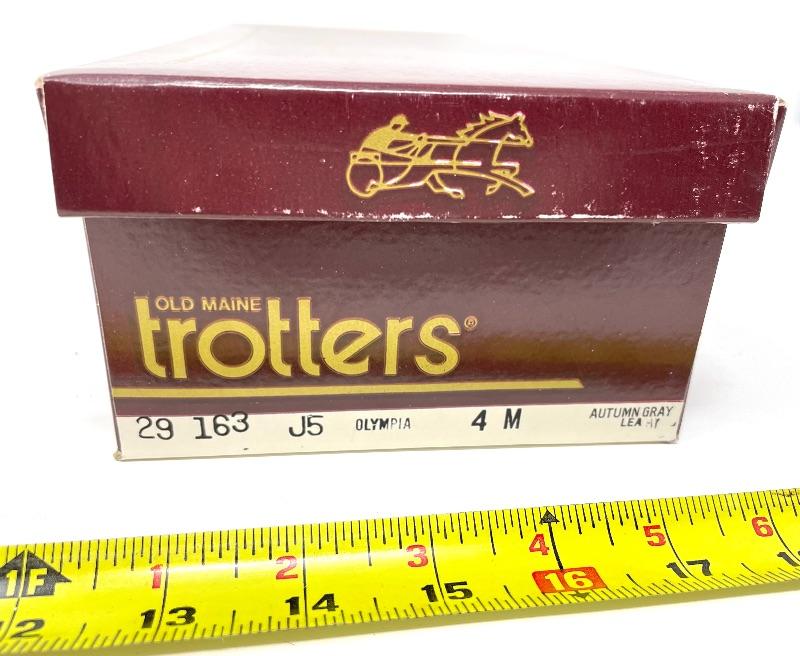 OLD MAINE
trotters®
29 163 J5 OLYMPIA 4 M AUTUMN GRAY
1F 1 2 3 4 5 6
2 13 14 15 16 17